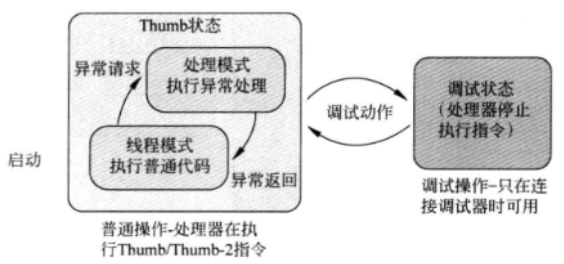 Thumb状态
处理模式
执行异常处理
异常请求
线程模式
执行普通代码
异常返回
启动
调试动作
调试状态
(处理器停止
执行指令)
普通操作-处理器在执
行Thumb/Thumb-2指令
调试操作-只在连
接调试器时可用